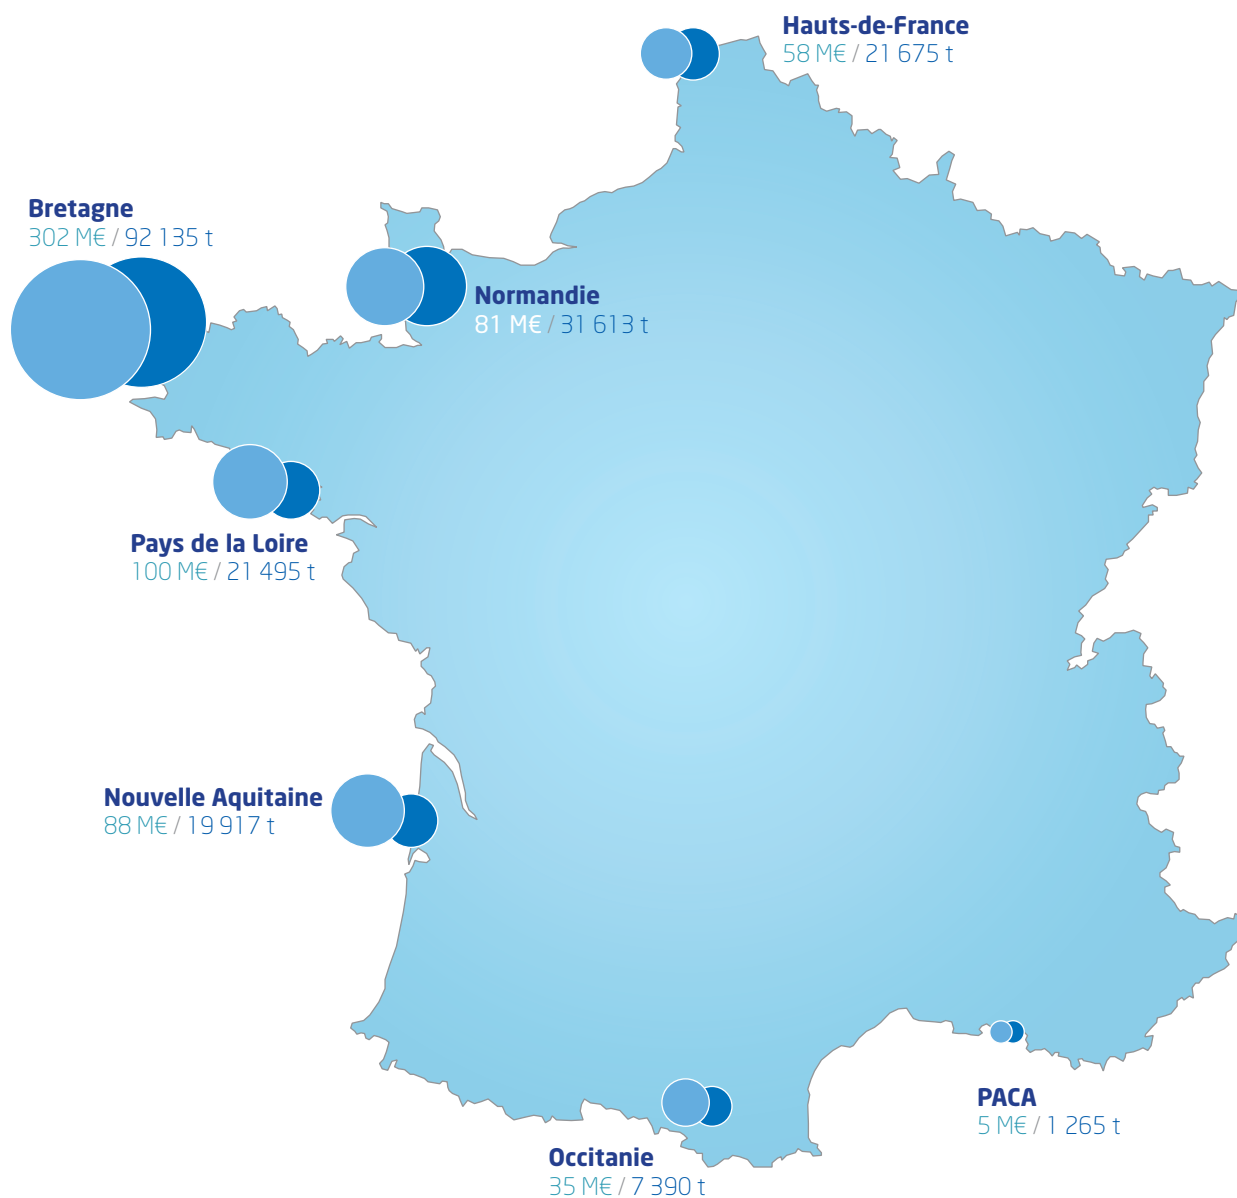 Hauts-de-France
58 M€ / 21 675 t
Bretagne
302 M€ / 92 135 t
Normandie
81 M€ / 31 613 t
Pays de la Loire
100 M€ / 21 495 t
Nouvelle Aquitaine
88 M€ / 19 917 t
PACA
5 M€ / 1 265 t
Occitanie
35 M€ / 7 390 t